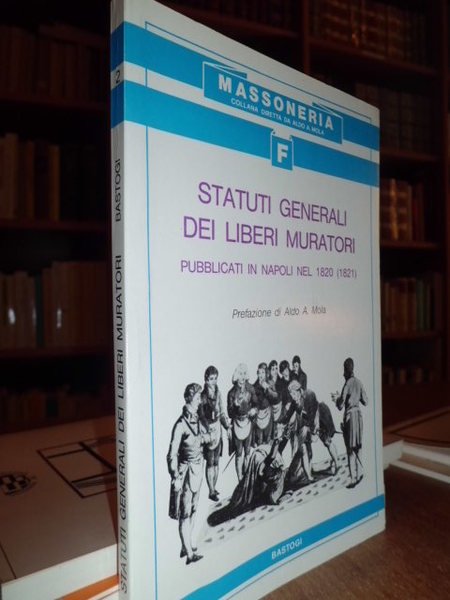 MASSONERIA
COLLANA DIRETTA DA ALDO A. MOLA
F
STATUTI GENERALI
DEI LIBERI MURATORI
PUBBLICATI IN NAPOLI NEL 1820 (1821)
Prefazione di Aldo A. Mola
BASTOGI
STATUTI GENERALI DEI LIBERI MURATORI BASTOGI 2